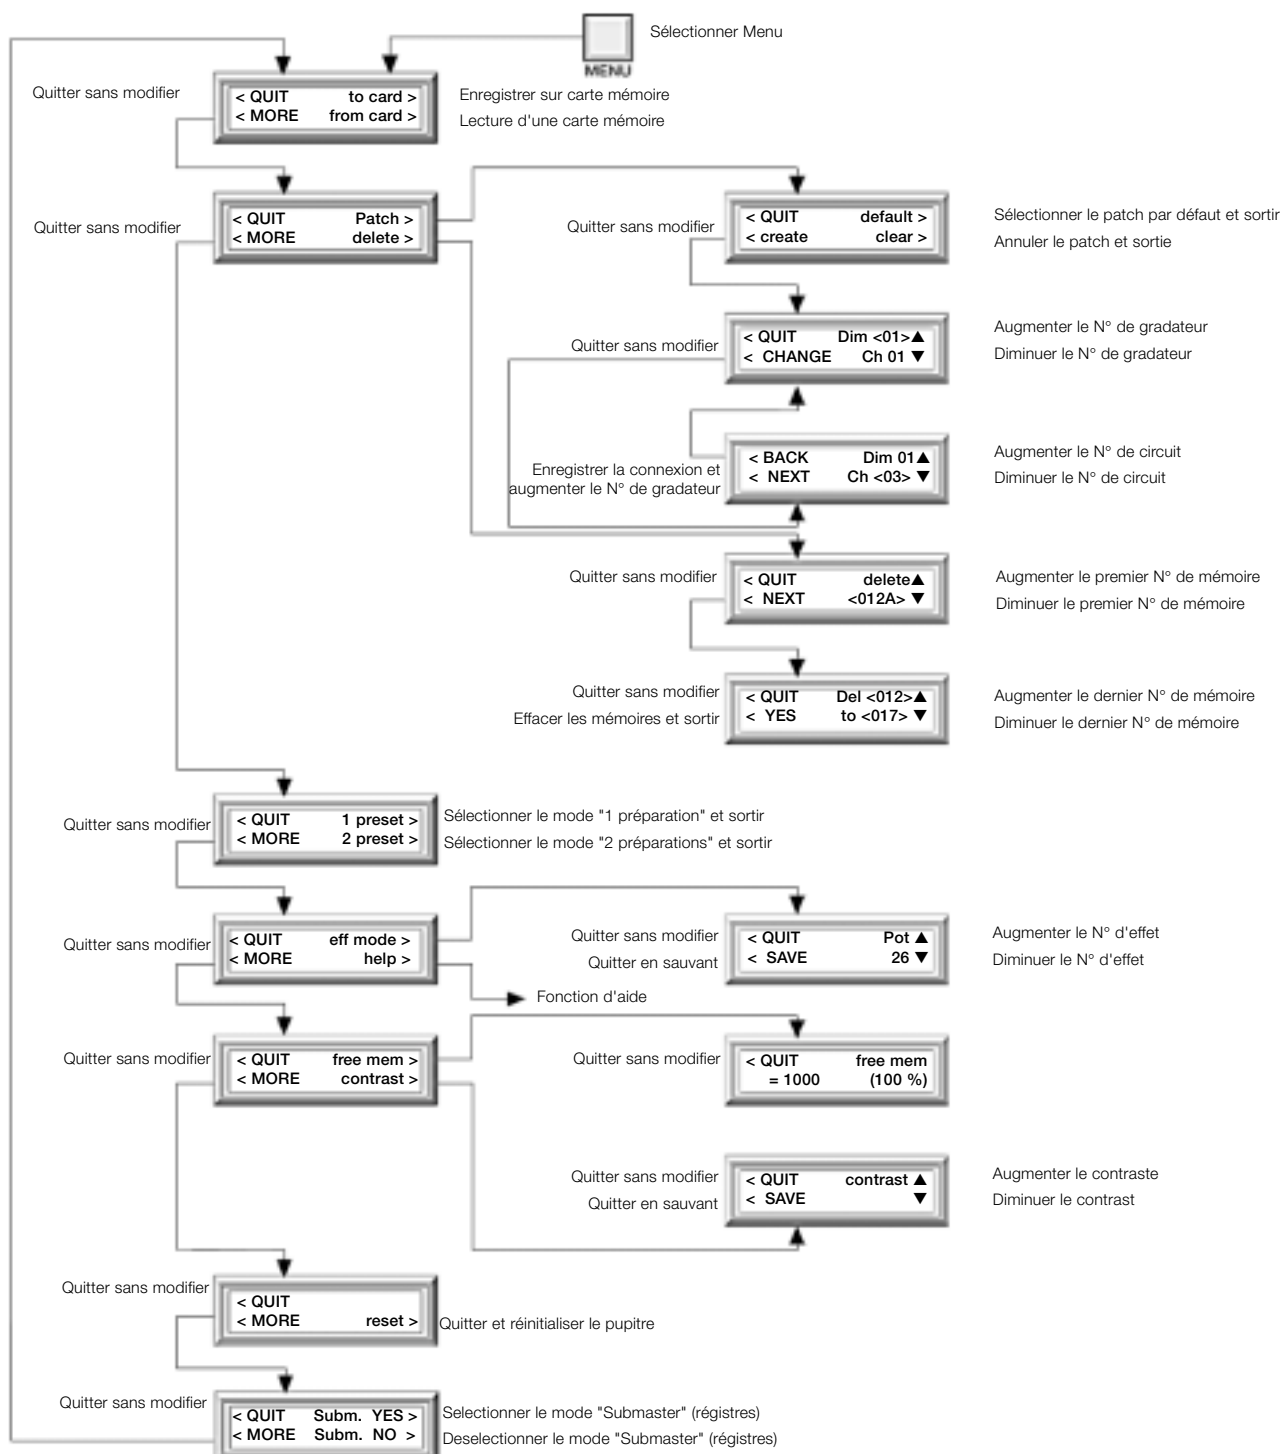 Sélectionner Menu
MENU
Quitter sans modifier
< QUIT to card >
< MORE from card >
Enregistrer sur carte mémoire
Lecture d'une carte mémoire
Quitter sans modifier
< QUIT Patch >
< MORE delete >
Quitter sans modifier
< QUIT default >
< create clear >
Sélectionner le patch par défaut et sortir
Annuler le patch et sortie
Quitter sans modifier
< QUIT Dim <01>▲
< CHANGE Ch 01 ▼
Augmenter le N° de gradateur
Diminuer le N° de gradateur
Enregistrer la connexion et
augmenter le N° de gradateur
< BACK Dim 01▲
< NEXT Ch <03> ▼
Augmenter le N° de circuit
Diminuer le N° de circuit
Quitter sans modifier
< QUIT delete▲
< NEXT <012A> ▼
Augmenter le premier N° de mémoire
Diminuer le premier N° de mémoire
Quitter sans modifier
Effacer les mémoires et sortir
< QUIT Del <012>▲
< YES to <017> ▼
Augmenter le dernier N° de mémoire
Diminuer le dernier N° de mémoire
Quitter sans modifier
< QUIT 1 preset >
< MORE 2 preset >
Sélectionner le mode "1 préparation" et sortir
Sélectionner le mode "2 préparations" et sortir
Quitter sans modifier
< QUIT eff mode >
< MORE help >
Quitter sans modifier
Quitter en sauvant
< QUIT Pot ▲
< SAVE 26 ▼
Augmenter le N° d'effet
Diminuer le N° d'effet
Fonction d'aide
Quitter sans modifier
< QUIT free mem >
< MORE contrast >
Quitter sans modifier
< QUIT free mem
= 1000 (100 %)
Quitter sans modifier
Quitter en sauvant
< QUIT contrast ▲
< SAVE ▼
Augmenter le contraste
Diminuer le contrast
Quitter sans modifier
< QUIT
< MORE reset >
Quitter et réinitialiser le pupitre
Quitter sans modifier
< QUIT Subm. YES >
< MORE Subm. NO >
Selectionner le mode "Submaster" (régistres)
Deselectionner le mode "Submaster" (régistres)